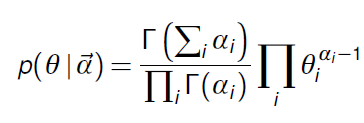 p(θ | α⃗) = Γ(∑ᵢ αᵢ) / ∏ᵢ Γ(αᵢ) ∏ᵢ θᵢ^(αᵢ−1)